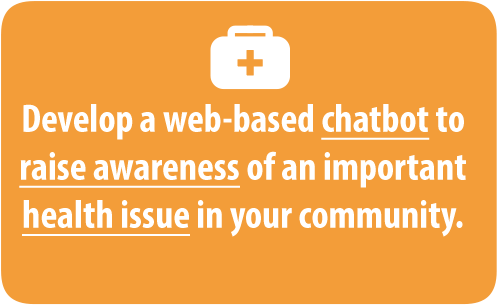 Develop a web-based chatbot to
raise awareness of an important
health issue in your community.